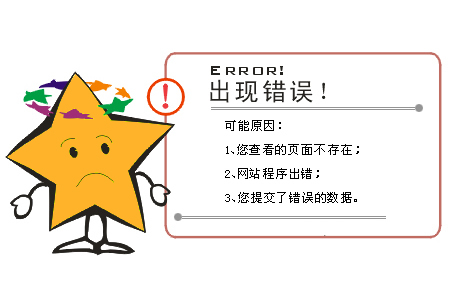 ERROR!
出现错误！
!
可能原因：
1、您查看的页面不存在；
2、网站程序出错；
3、您提交了错误的数据。